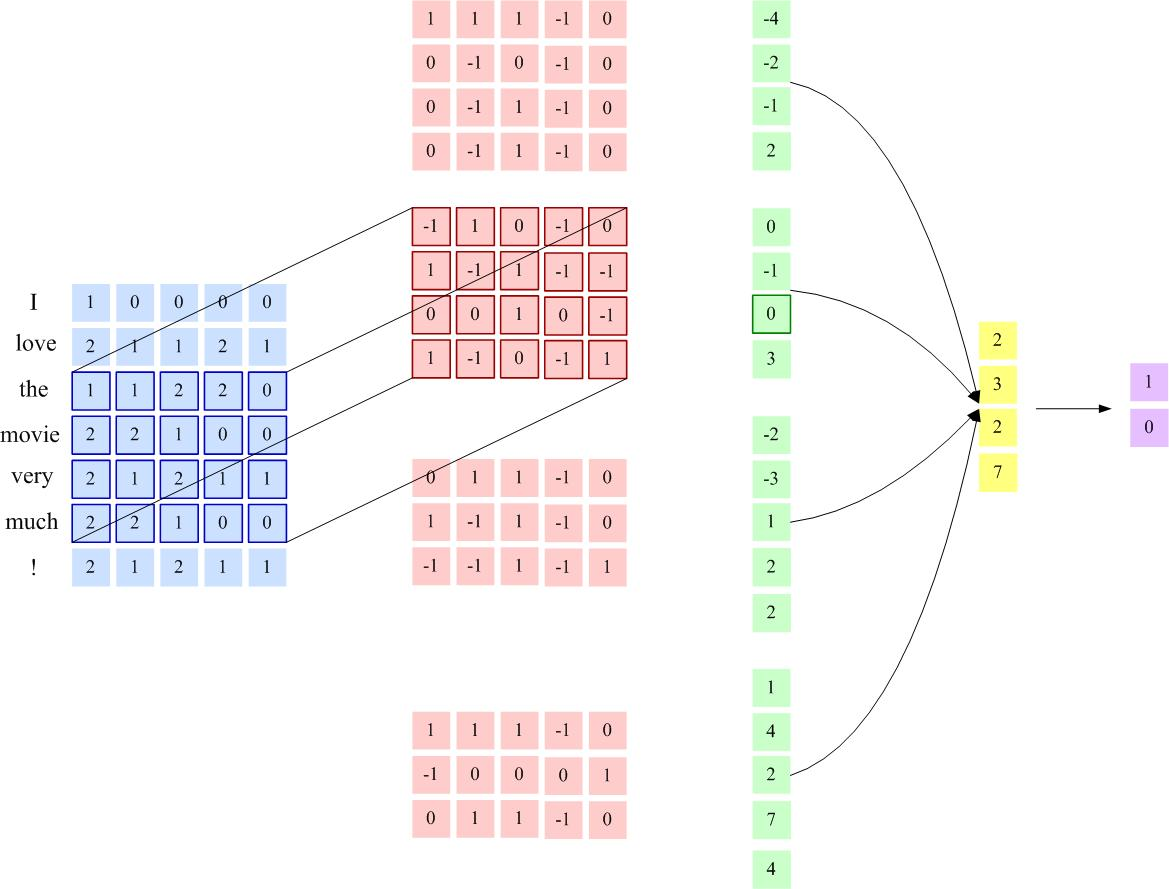 I 1 0 0 0 0
love 2 1 1 2 1
the 1 1 2 2 0
movie 2 2 1 0 0
very 2 1 2 1 1
much 2 2 1 0 0
! 2 1 2 1 1
1 1 1 -1 0
0 -1 0 -1 0
0 -1 1 -1 0
0 -1 1 -1 0
-1 1 0 -1 0
1 -1 1 -1 -1
0 0 1 0 -1
1 -1 0 -1 1
0 1 1 -1 0
1 -1 1 -1 0
-1 -1 1 -1 1
1 1 1 -1 0
-1 0 0 0 1
0 1 1 -1 0
-4
-2
-1
2
0
-1
0
3
-2
-3
1
2
2
1
4
2
7
4
2
3
2
7
1
0